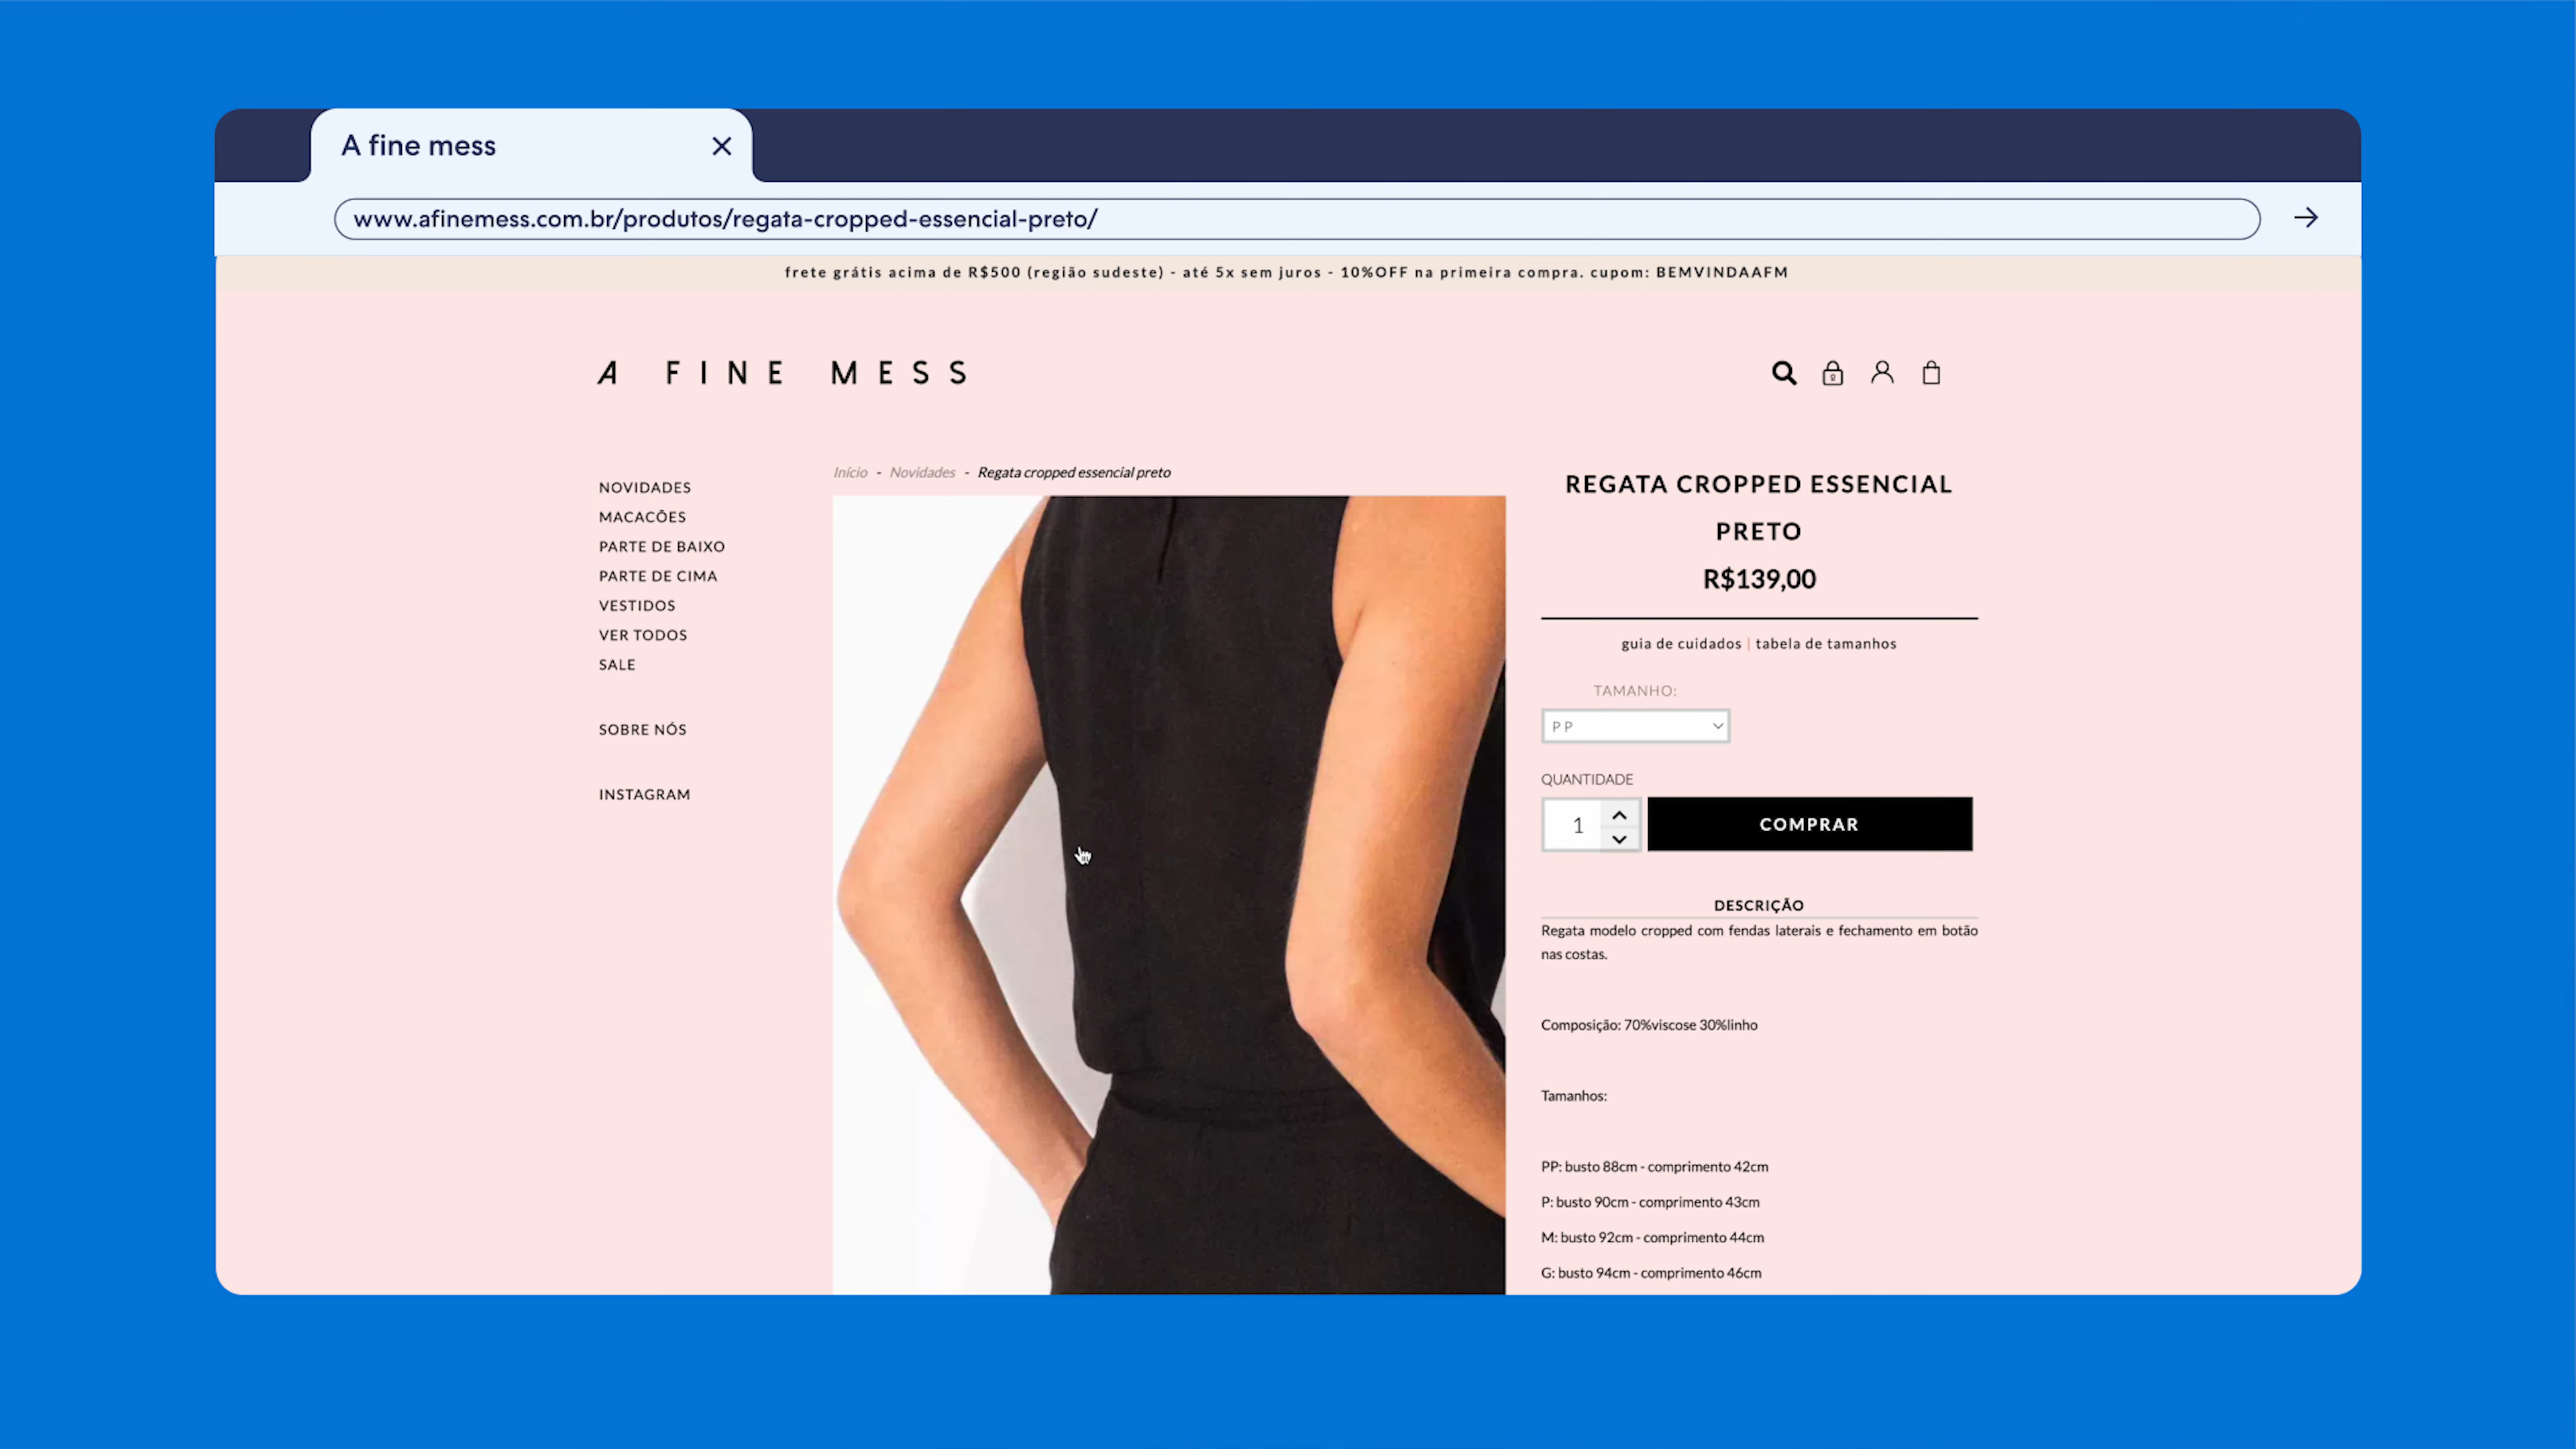 A fine mess
www.afinemess.com.br/produtos/regata-cropped-essencial-preto/
frete grátis acima de R$500 (região sudeste) - até 5x sem juros - 10%OFF na primeira compra. cupom: BEMVINDAAFM
A FINE MESS
NOVIDADES
MACACÕES
PARTE DE BAIXO
PARTE DE CIMA
VESTIDOS
VER TODOS
SALE
SOBRE NÓS
INSTAGRAM
Início - Novidades - Regata cropped essencial preto
REGATA CROPPED ESSENCIAL
PRETO
R$139,00
guia de cuidados | tabela de tamanhos
TAMANHO:
PP
QUANTIDADE
1
COMPRAR
DESCRIÇÃO
Regata modelo cropped com fendas laterais e fechamento em botão
nas costas.
Composição: 70%viscose 30%linho
Tamanhos:
PP: busto 88cm - comprimento 42cm
P: busto 90cm - comprimento 43cm
M: busto 92cm - comprimento 44cm
G: busto 94cm - comprimento 46cm